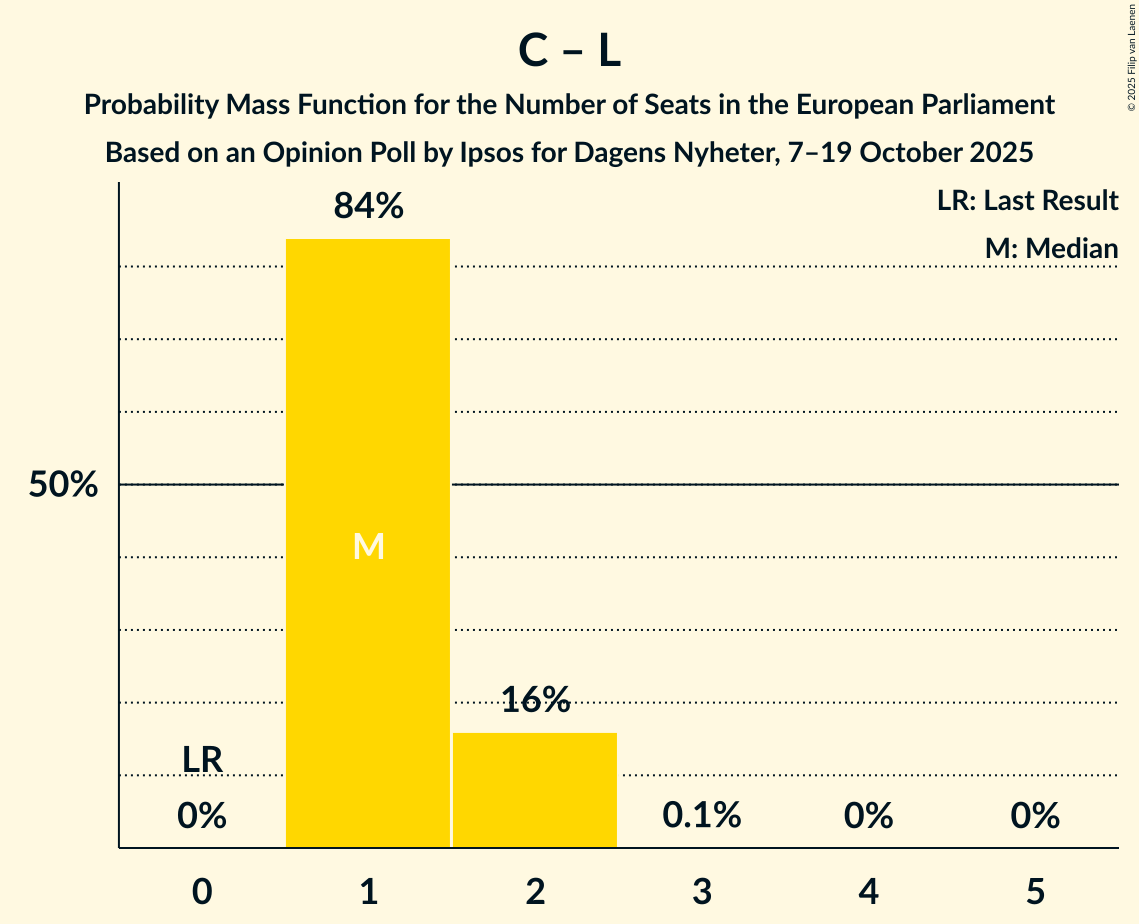 C – L
Probability Mass Function for the Number of Seats in the European Parliament
Based on an Opinion Poll by Ipsos for Dagens Nyheter, 7–19 October 2025
© 2025 Filip van Laenen
LR: Last Result
M: Median
84%
50%
M
16%
LR
0%
0.1%
0%
0%
0
1
2
3
4
5